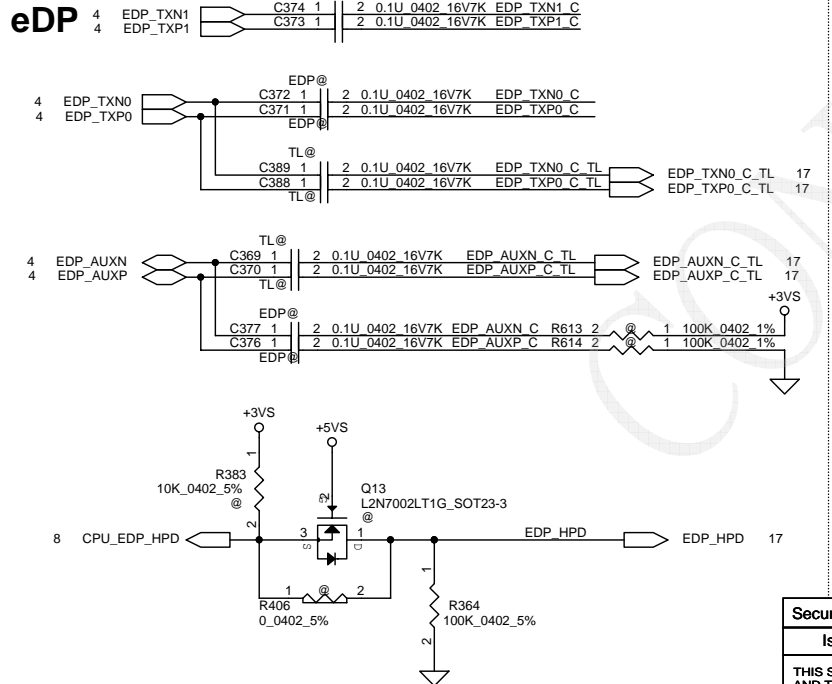 eDP
4 EDP_TXN1 C374 1 2 0.1U_0402_16V7K EDP_TXN1_C
4 EDP_TXP1 C373 1 2 0.1U_0402_16V7K EDP_TXP1_C
EDP@
4 EDP_TXN0 C372 1 2 0.1U_0402_16V7K EDP_TXN0_C
4 EDP_TXP0 C371 1 2 0.1U_0402_16V7K EDP_TXP0_C
EDP@
TL@
C389 1 2 0.1U_0402_16V7K EDP_TXN0_C_TL EDP_TXN0_C_TL 17
C388 1 2 0.1U_0402_16V7K EDP_TXP0_C_TL EDP_TXP0_C_TL 17
TL@
TL@
4 EDP_AUXN C369 1 2 0.1U_0402_16V7K EDP_AUXN_C_TL EDP_AUXN_C_TL 17
4 EDP_AUXP C370 1 2 0.1U_0402_16V7K EDP_AUXP_C_TL EDP_AUXP_C_TL 17
TL@
+3VS
EDP@
C377 1 2 0.1U_0402_16V7K EDP_AUXN_C R613 2 @ 1 100K_0402_1%
C376 1 2 0.1U_0402_16V7K EDP_AUXP_C R614 2 @ 1 100K_0402_1%
EDP@
+3VS
+5VS
1
R383
10K_0402_5%
@
2
2
G
Q13
L2N7002LT1G_SOT23-3
@
8 CPU_EDP_HPD 3 S 1 D EDP_HPD EDP_HPD 17
1 @ 2
R406
0_0402_5%
1
R364
100K_0402_5%
2
Secur
Is
THIS S
AND T